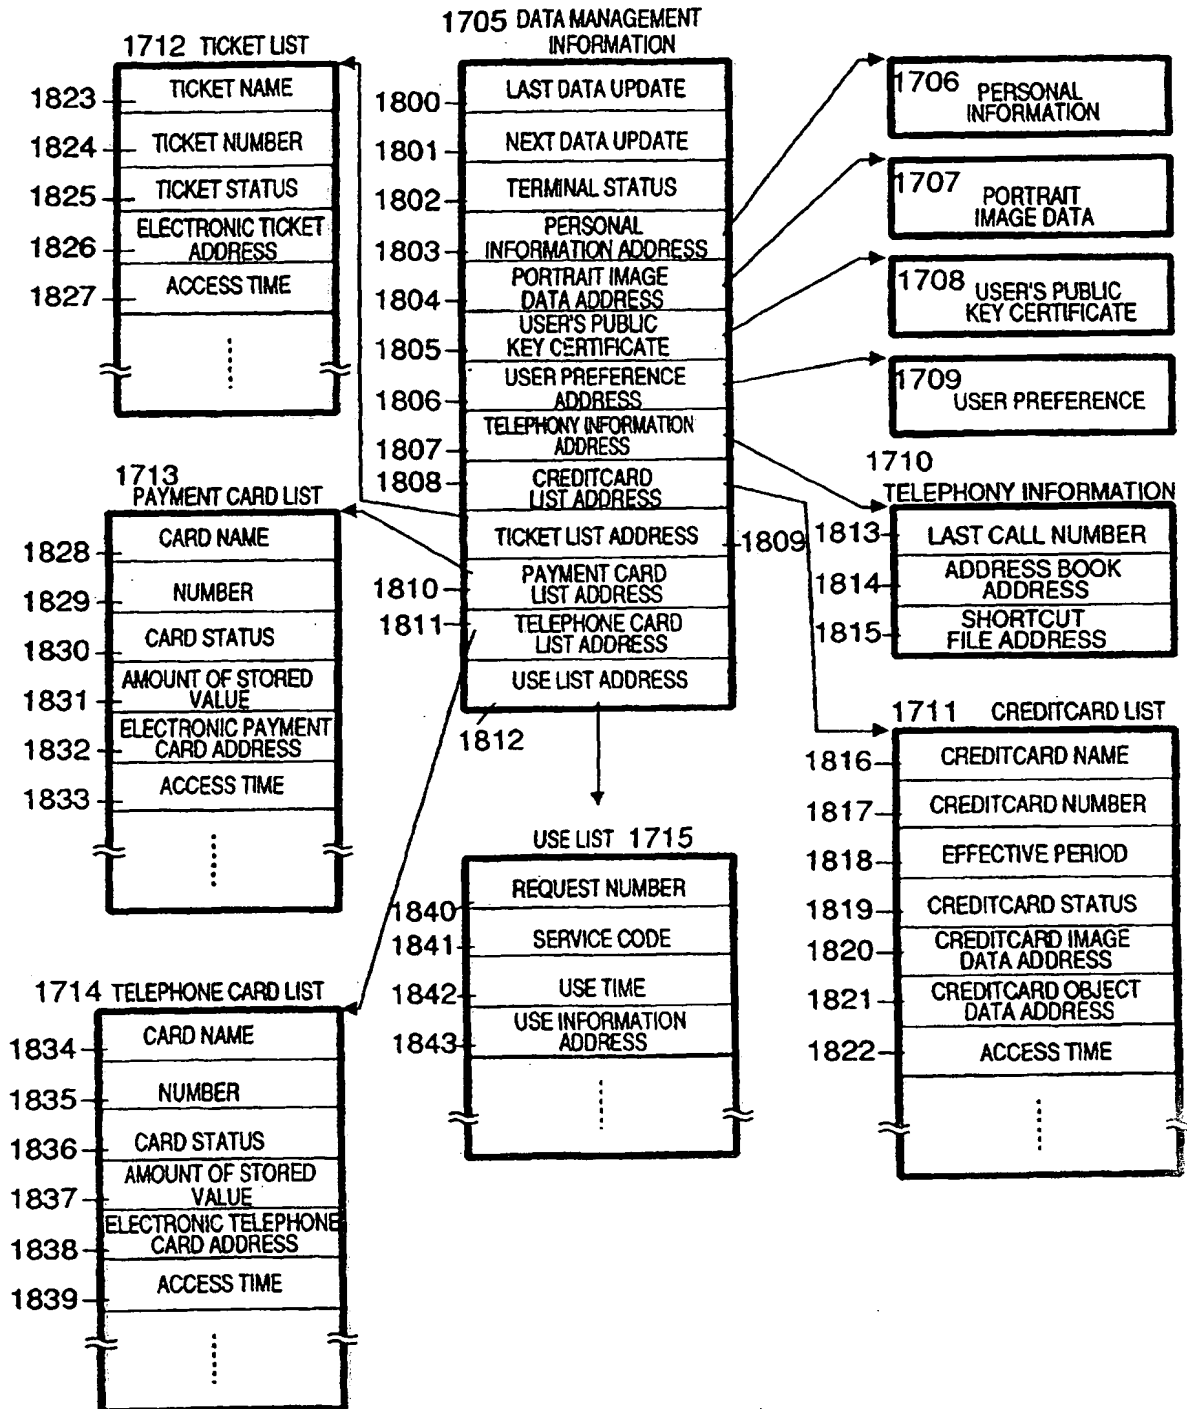 1712 TICKET LIST
1823 TICKET NAME
1824 TICKET NUMBER
1825 TICKET STATUS
1826 ELECTRONIC TICKET
ADDRESS
1827 ACCESS TIME
1713
PAYMENT CARD LIST
1828 CARD NAME
1829 NUMBER
1830 CARD STATUS
1831 AMOUNT OF STORED
VALUE
1832 ELECTRONIC PAYMENT
CARD ADDRESS
1833 ACCESS TIME
1714 TELEPHONE CARD LIST
1834 CARD NAME
1835 NUMBER
1836 CARD STATUS
1837 AMOUNT OF STORED
VALUE
1838 ELECTRONIC TELEPHONE
CARD ADDRESS
1839 ACCESS TIME
1705 DATA MANAGEMENT
INFORMATION
1800 LAST DATA UPDATE
1801 NEXT DATA UPDATE
1802 TERMINAL STATUS
1803 PERSONAL
INFORMATION ADDRESS
1804 PORTRAIT IMAGE
DATA ADDRESS
1805 USER'S PUBLIC
KEY CERTIFICATE
1806 USER PREFERENCE
ADDRESS
1807 TELEPHONY INFORMATION
ADDRESS
1808 CREDITCARD
LIST ADDRESS
TICKET LIST ADDRESS 1809
1810 PAYMENT CARD
LIST ADDRESS
1811 TELEPHONE CARD
LIST ADDRESS
USE LIST ADDRESS
1812
USE LIST 1715
1840 REQUEST NUMBER
1841 SERVICE CODE
1842 USE TIME
1843 USE INFORMATION
ADDRESS
1706 PERSONAL
INFORMATION
1707 PORTRAIT
IMAGE DATA
1708 USER'S PUBLIC
KEY CERTIFICATE
1709 USER PREFERENCE
1710
TELEPHONY INFORMATION
1813 LAST CALL NUMBER
1814 ADDRESS BOOK
ADDRESS
1815 SHORTCUT
FILE ADDRESS
1711 CREDITCARD LIST
1816 CREDITCARD NAME
1817 CREDITCARD NUMBER
1818 EFFECTIVE PERIOD
1819 CREDITCARD STATUS
1820 CREDITCARD IMAGE
DATA ADDRESS
1821 CREDITCARD OBJECT
DATA ADDRESS
1822 ACCESS TIME